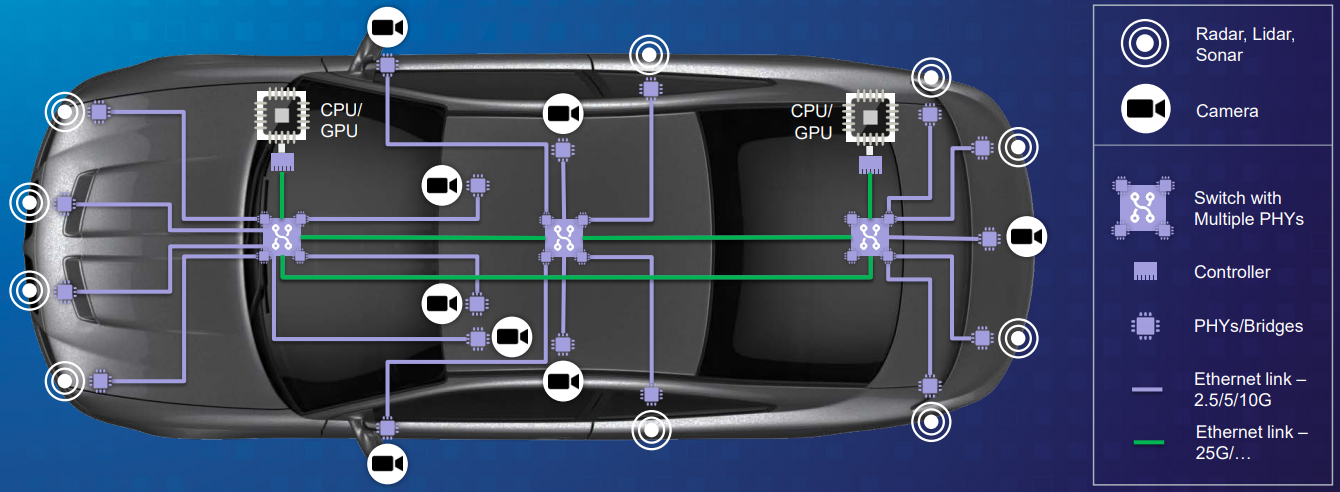 CPU/
GPU
CPU/
GPU
Radar, Lidar,
Sonar
Camera
Switch with
Multiple PHYs
Controller
PHYs/Bridges
Ethernet link –
2.5/5/10G
Ethernet link –
25G/…